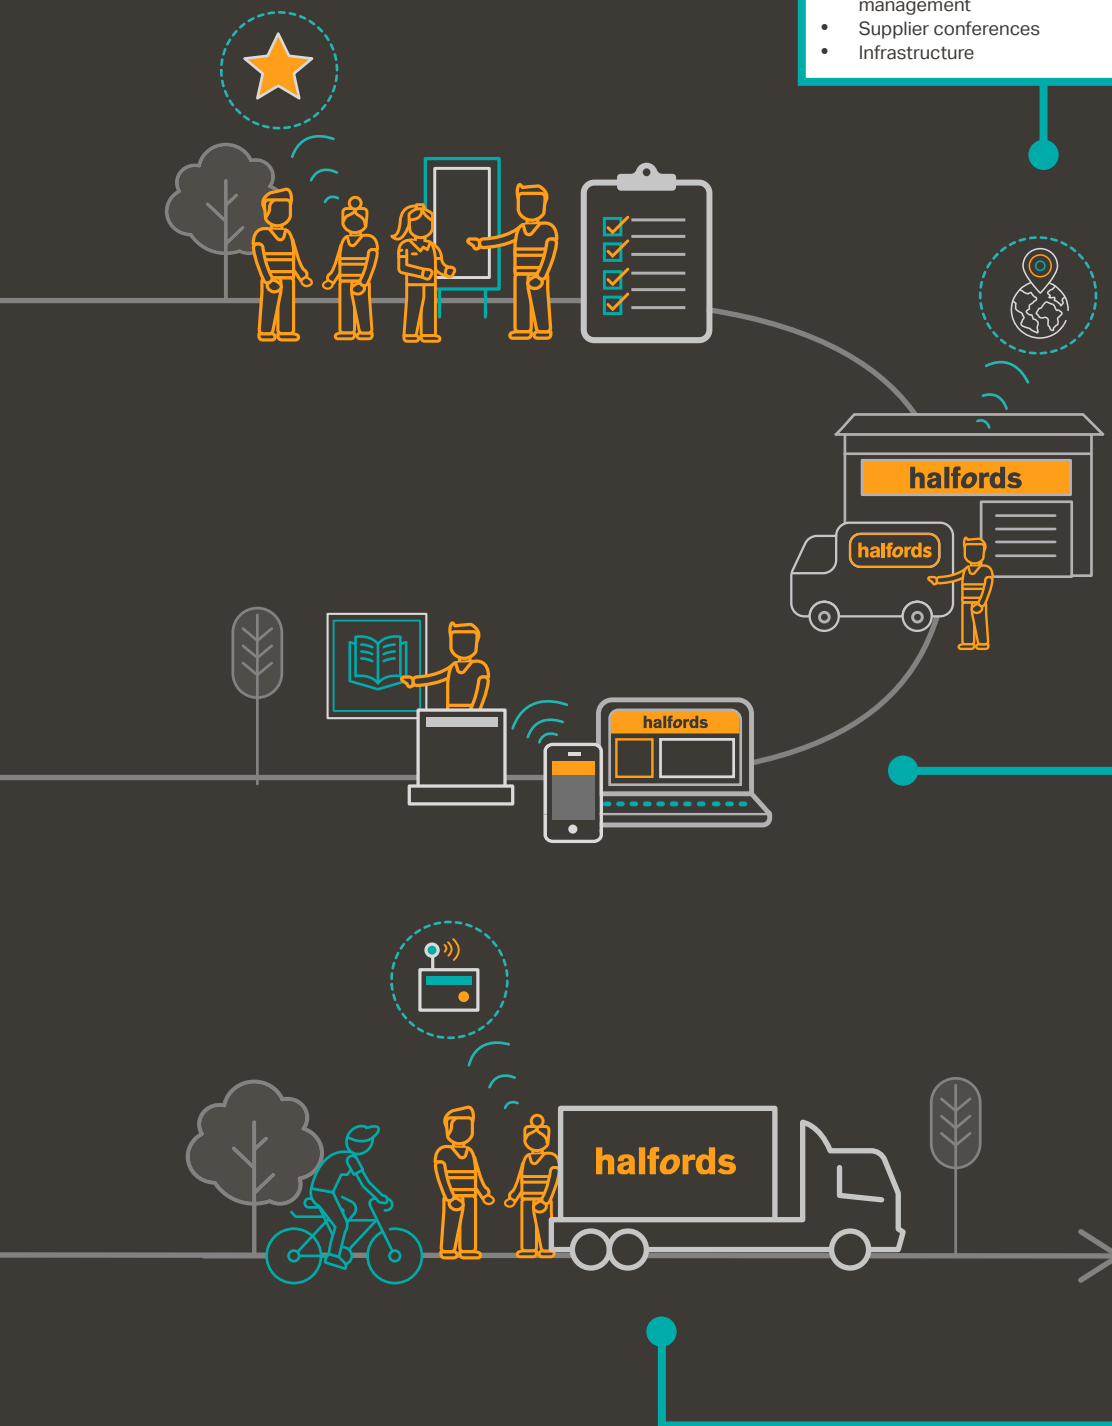 management
• Supplier conferences
• Infrastructure
halfords
halfords
halfords
halfords